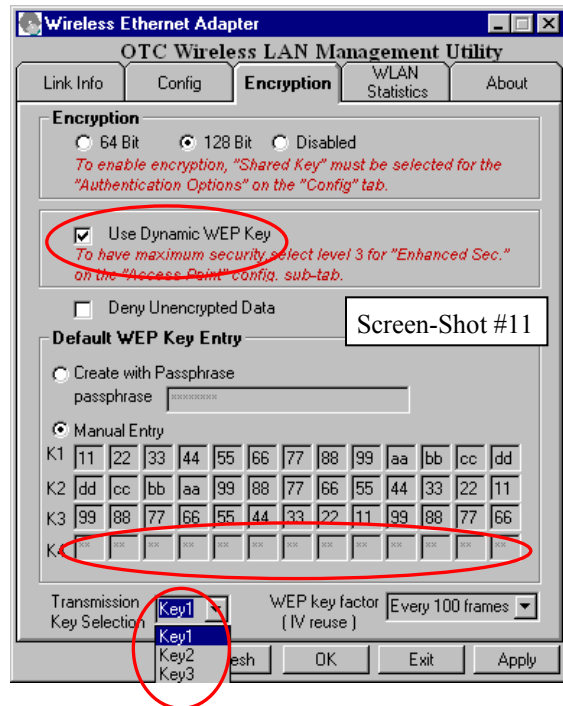 Wireless Ethernet Adapter
OTC Wireless LAN Management Utility
Link Info Config Encryption WLAN Statistics About
Encryption
64 Bit 128 Bit Disabled
To enable encryption, "Shared Key" must be selected for the
"Authentication Options" on the "Config" tab.
Use Dynamic WEP Key
To have maximum security select level 3 for "Enhanced Sec."
on the "Access Point" config. sub-tab.
Deny Unencrypted Data
Screen-Shot #11
Default WEP Key Entry
Create with Passphrase
passphrase ********
Manual Entry
K1 11 22 33 44 55 66 77 88 99 aa bb cc dd
K2 dd cc bb aa 99 88 77 66 55 44 33 22 11
K3 99 88 77 66 55 44 33 22 11 99 88 77 66
K4 ** ** ** ** ** ** ** ** ** ** ** ** **
Transmission Key Selection Key1
WEP key factor ( IV reuse ) Every 100 frames
Key1
Key2
Key3
esh OK Exit Apply